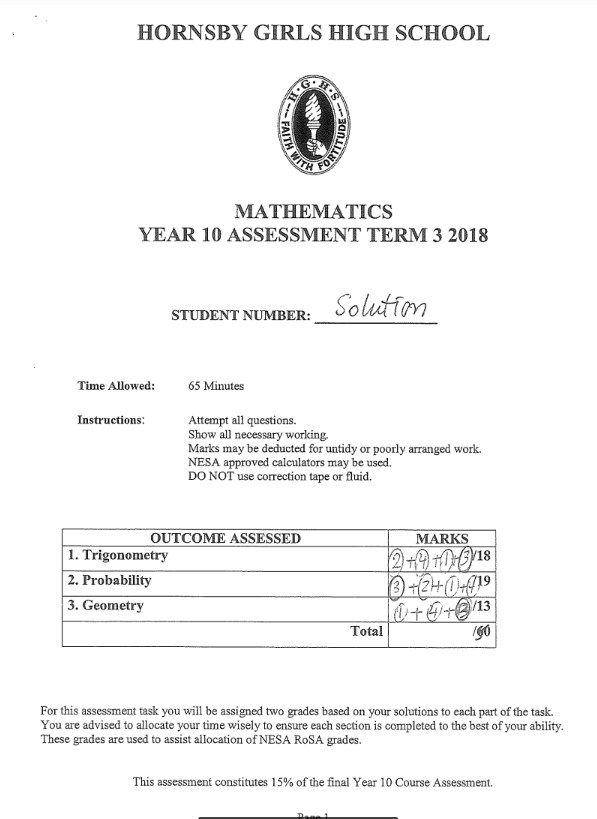 HORNSBY GIRLS HIGH SCHOOL
H·G·H·S
FAITH WITH FORTITUDE
MATHEMATICS
YEAR 10 ASSESSMENT TERM 3 2018
STUDENT NUMBER: Solution
Time Allowed: 65 Minutes
Instructions: Attempt all questions.
Show all necessary working.
Marks may be deducted for untidy or poorly arranged work.
NESA approved calculators may be used.
DO NOT use correction tape or fluid.
OUTCOME ASSESSED MARKS
1. Trigonometry 2+4+1+3/18
2. Probability 3+2+1+4/19
3. Geometry 1+4+ /13
Total
For this assessment task you will be assigned two grades based on your solutions to each part of the task.
You are advised to allocate your time wisely to ensure each section is completed to the best of your ability.
These grades are used to assist allocation of NESA RoSA grades.
This assessment constitutes 15% of the final Year 10 Course Assessment.
Page 1